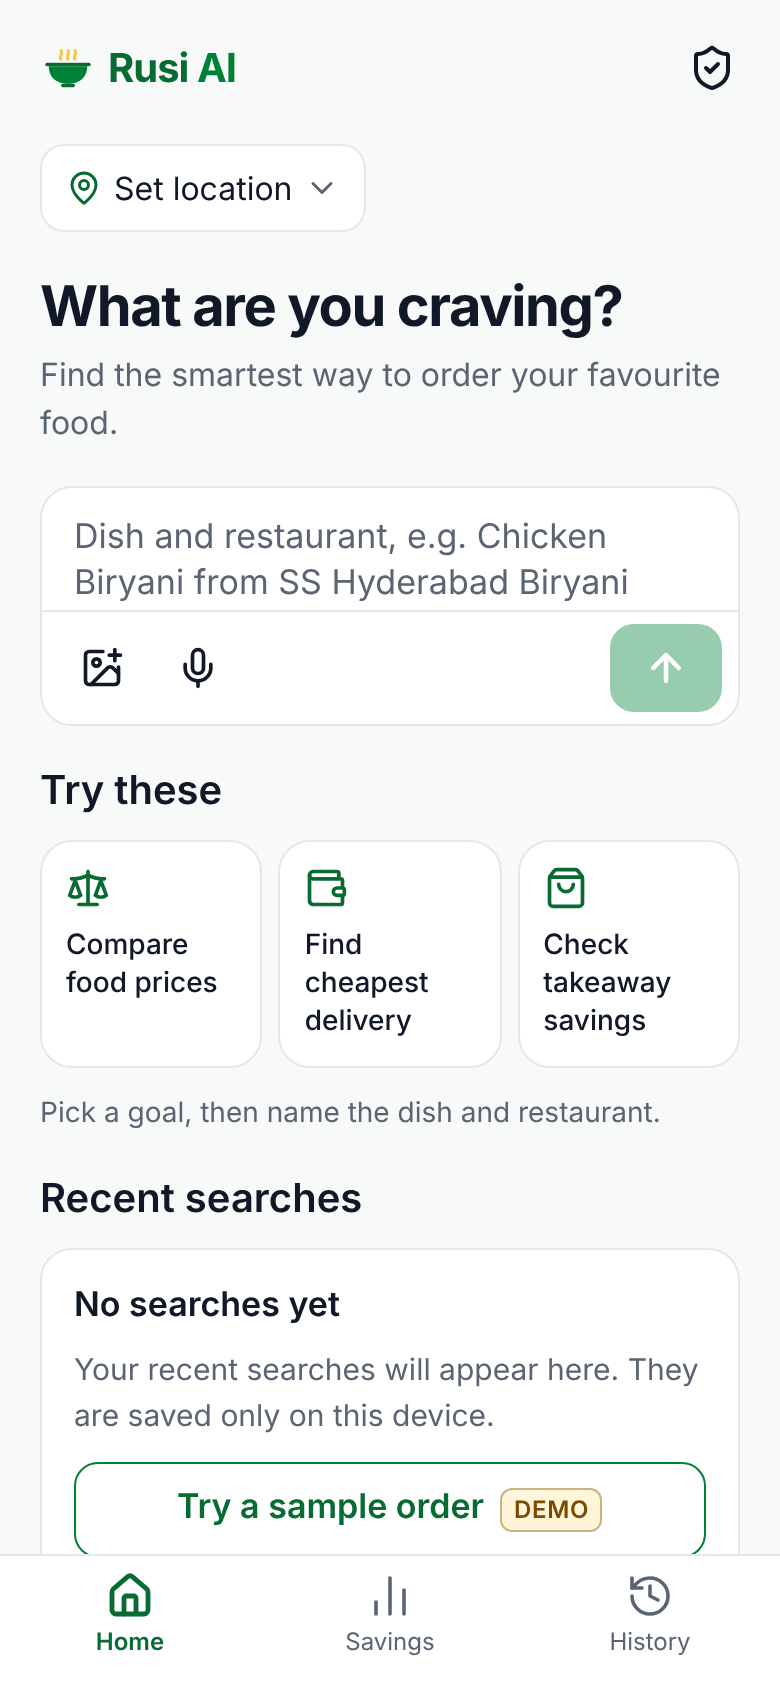 Rusi AI
Set location
What are you craving?
Find the smartest way to order your favourite
food.
Dish and restaurant, e.g. Chicken
Biryani from SS Hyderabad Biryani
Try these
Compare
food prices
Find
cheapest
delivery
Check
takeaway
savings
Pick a goal, then name the dish and restaurant.
Recent searches
No searches yet
Your recent searches will appear here. They
are saved only on this device.
Try a sample order DEMO
Home
Savings
History